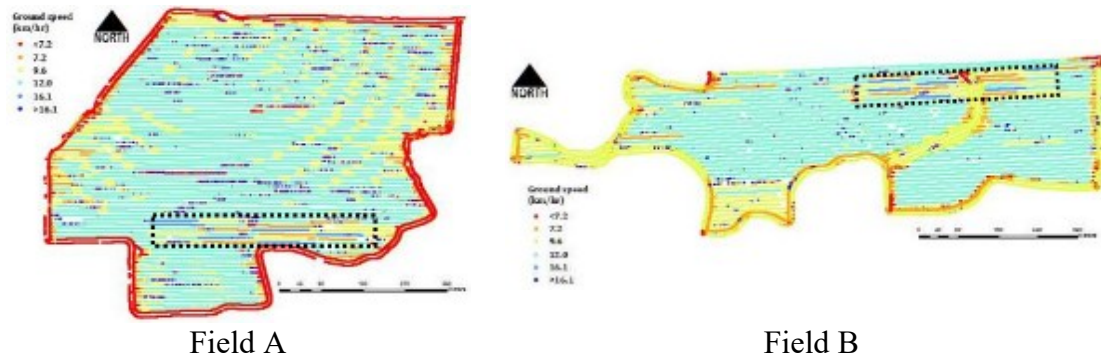 Ground speed
(km/hr)
<7.2
7.2
9.6
12.0
16.1
>16.1
NORTH
Field A
NORTH
Ground speed
(km/hr)
<7.2
7.2
9.6
12.0
16.1
>16.1
Field B